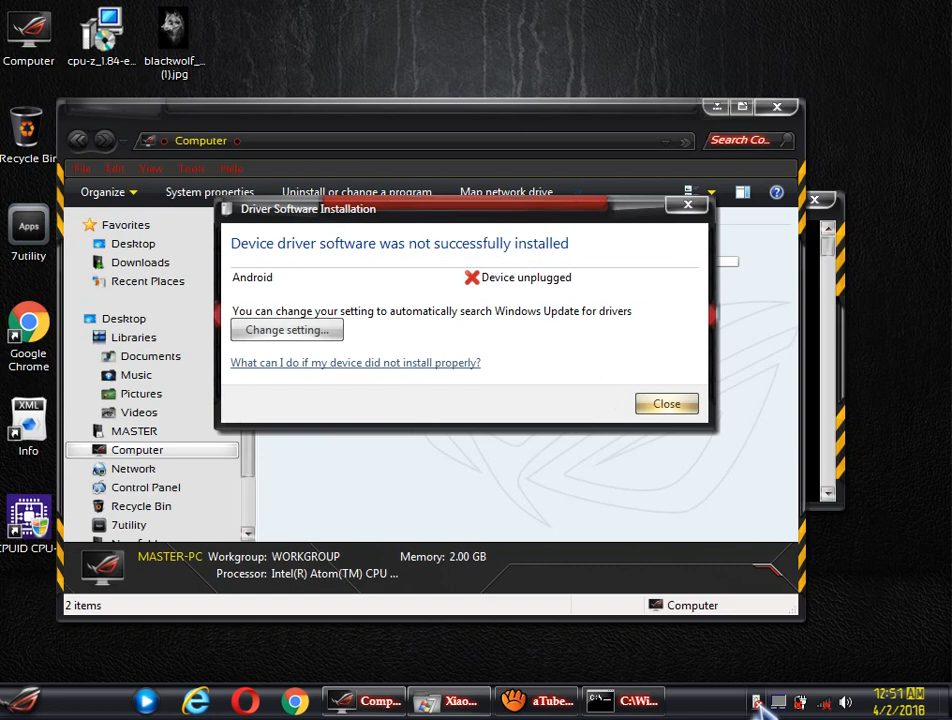 Computer
cpu-z_1.84-e...
blackwolf_...
(1).jpg
Recycle Bin
Apps
7utility
Google
Chrome
XML
Info
CPUID CPU-
Computer
Search Co...
File Edit View Tools Help
Organize
System properties
Uninstall or change a program
Map network drive
Favorites
Desktop
Downloads
Recent Places
Desktop
Libraries
Documents
Music
Pictures
Videos
MASTER
Computer
Network
Control Panel
Recycle Bin
7utility
Driver Software Installation
Device driver software was not successfully installed
Android
Device unplugged
You can change your setting to automatically search Windows Update for drivers
Change setting...
What can I do if my device did not install properly?
Close
MASTER-PC Workgroup: WORKGROUP Memory: 2.00 GB
Processor: Intel(R) Atom(TM) CPU ...
2 items
Computer
Comp...
Xiao...
aTube...
C:\Wi...
12:51 AM
4/2/2018